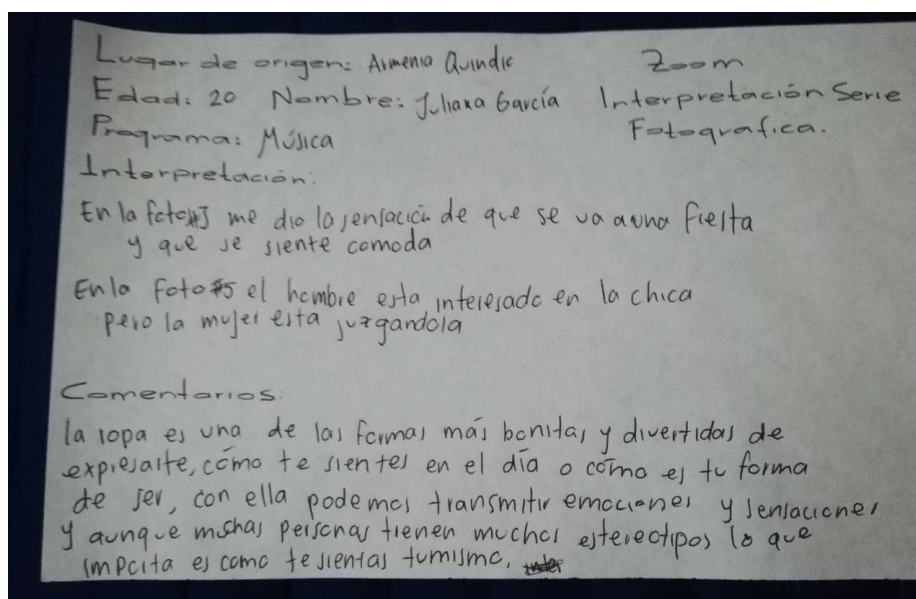 Lugar de origen: Armenia Quindio
Zoom
Edad: 20 Nombre: Juliana García
Interpretación Serie
Programa: Música
Fotografica.
Interpretación:
En la foto#3 me dio la sensación de que se va a una fiesta
y que se siente comoda
En la foto#5 el hombre esta interesado en la chica
pero la mujer esta juzgandola
Comentarios:
la ropa es una de las formas más bonitas y divertidas de
expresarte, cómo te sientes en el día o cómo es tu forma
de ser, con ella podemos transmitir emociones y sensaciones
y aunque muchas personas tienen muchos estereotipos lo que
importa es como te sientas tumisma.